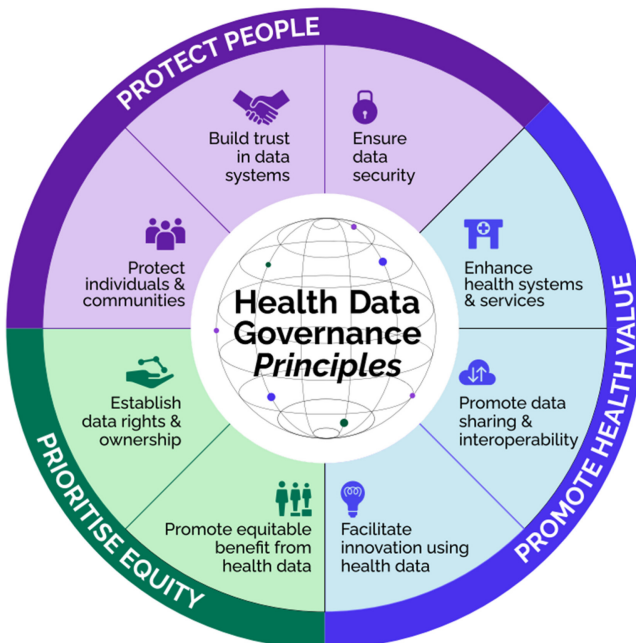 PROTECT PEOPLE
Build trust
in data
systems
Ensure
data
security
Protect
individuals &
communities
Enhance
health systems
& services
Health Data
Governance
Principles
PROMOTE HEALTH VALUE
Establish
data rights &
ownership
Promote data
sharing &
interoperability
PRIORITISE EQUITY
Promote equitable
benefit from
health data
Facilitate
innovation using
health data